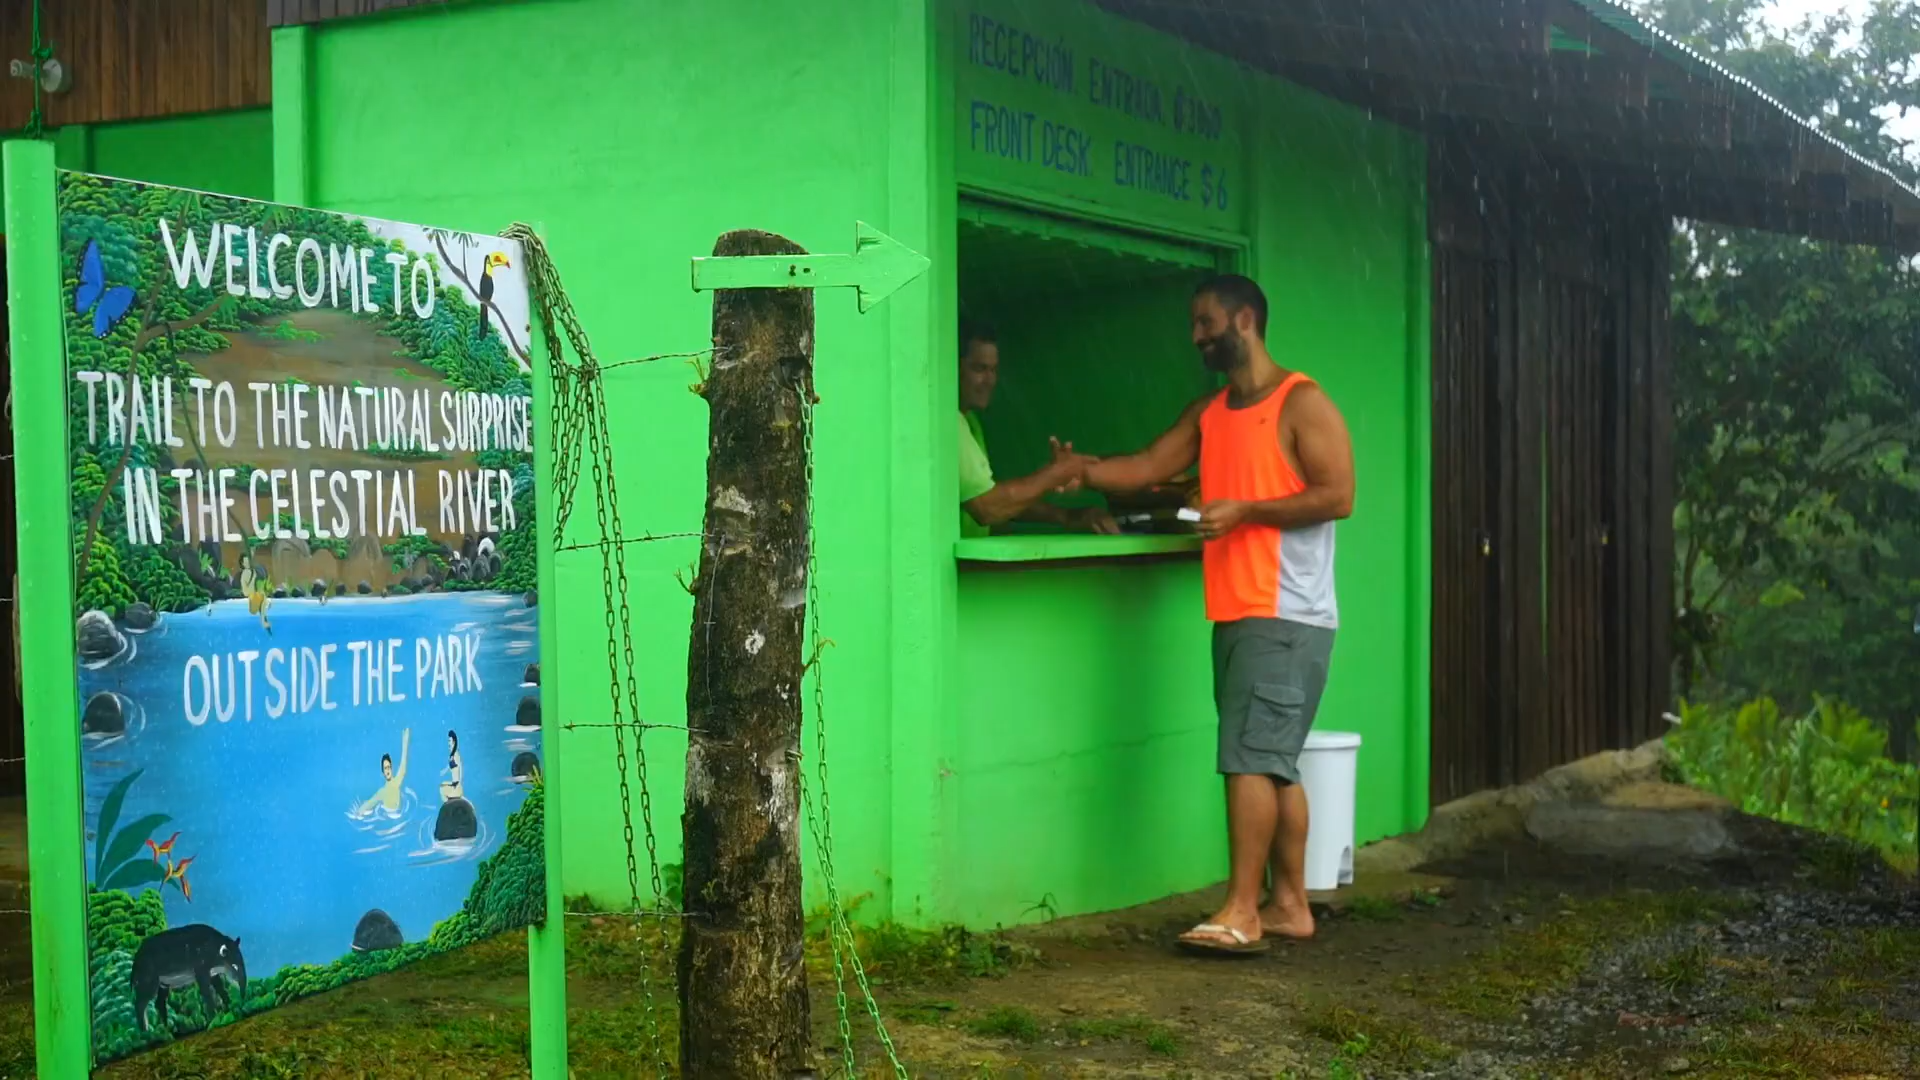 WELCOME TO
TRAIL TO THE NATURAL SURPRISE
IN THE CELESTIAL RIVER
OUTSIDE THE PARK
RECEPCIÓN. ENTRADA. ₡3000
FRONT DESK. ENTRANCE $6